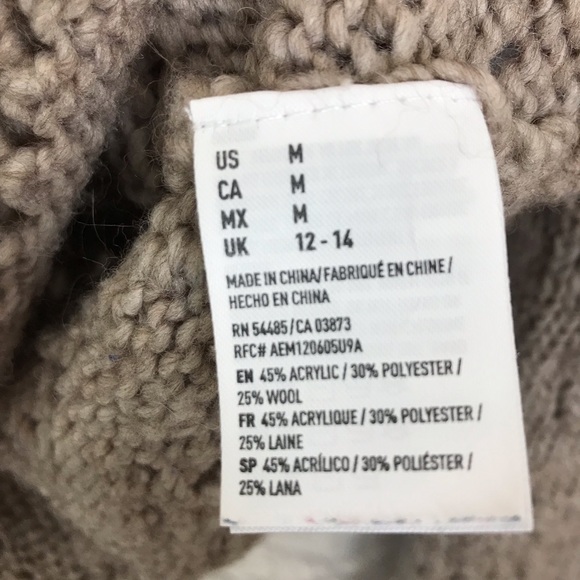 US M
CA M
MX M
UK 12 - 14
MADE IN CHINA/FABRIQUÉ EN CHINE/
HECHO EN CHINA
RN 54485/CA 03873
RFC# AEM120605U9A
EN 45% ACRYLIC / 30% POLYESTER /
25% WOOL
FR 45% ACRYLIQUE / 30% POLYESTER /
25% LAINE
SP 45% ACRÍLICO / 30% POLIÉSTER /
25% LANA